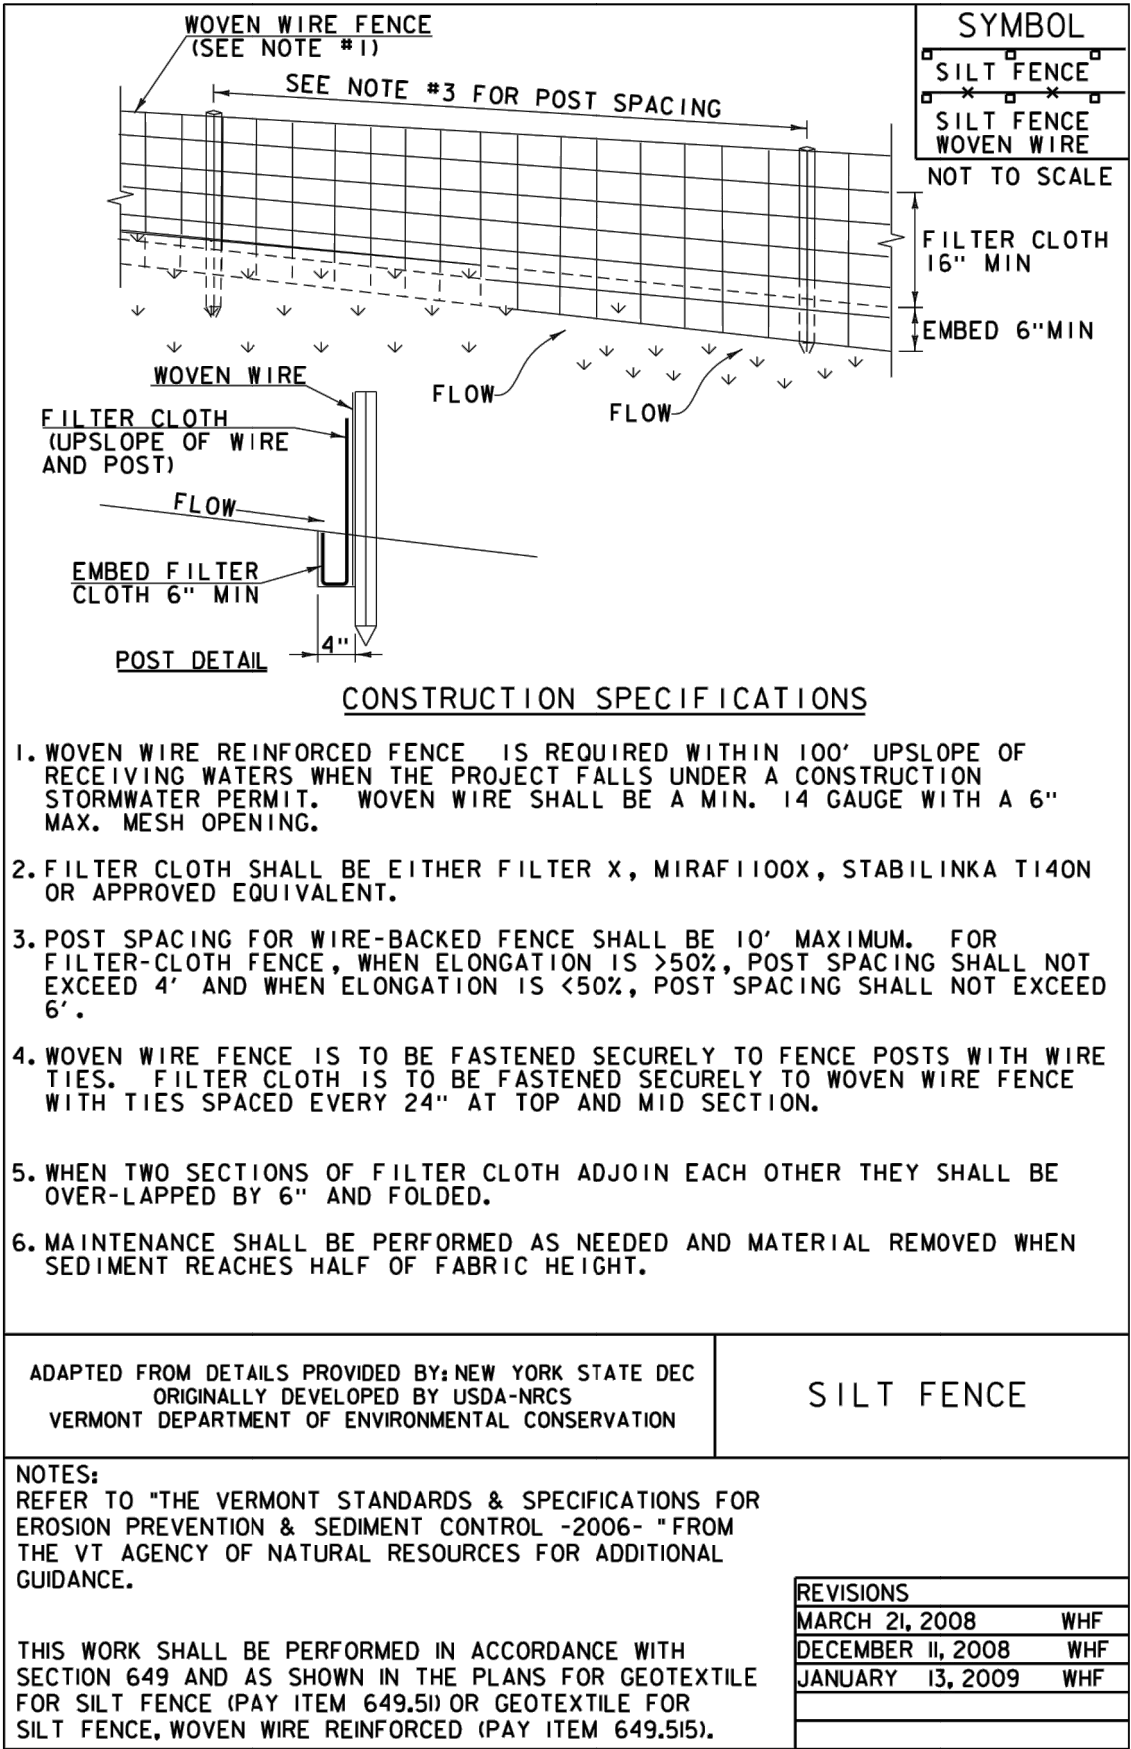 WOVEN WIRE FENCE
(SEE NOTE #1)
SEE NOTE #3 FOR POST SPACING
SYMBOL
SILT FENCE
SILT FENCE
WOVEN WIRE
NOT TO SCALE
FILTER CLOTH
16" MIN
EMBED 6"MIN
FLOW
FLOW
WOVEN WIRE
FILTER CLOTH
(UPSLOPE OF WIRE
AND POST)
FLOW
EMBED FILTER
CLOTH 6" MIN
4"
POST DETAIL
CONSTRUCTION SPECIFICATIONS
1. WOVEN WIRE REINFORCED FENCE IS REQUIRED WITHIN 100' UPSLOPE OF
RECEIVING WATERS WHEN THE PROJECT FALLS UNDER A CONSTRUCTION
STORMWATER PERMIT. WOVEN WIRE SHALL BE A MIN. 14 GAUGE WITH A 6"
MAX. MESH OPENING.
2. FILTER CLOTH SHALL BE EITHER FILTER X, MIRAFI100X, STABILINKA T140N
OR APPROVED EQUIVALENT.
3. POST SPACING FOR WIRE-BACKED FENCE SHALL BE 10' MAXIMUM. FOR
FILTER-CLOTH FENCE, WHEN ELONGATION IS >50%, POST SPACING SHALL NOT
EXCEED 4' AND WHEN ELONGATION IS <50%, POST SPACING SHALL NOT EXCEED
6'.
4. WOVEN WIRE FENCE IS TO BE FASTENED SECURELY TO FENCE POSTS WITH WIRE
TIES. FILTER CLOTH IS TO BE FASTENED SECURELY TO WOVEN WIRE FENCE
WITH TIES SPACED EVERY 24" AT TOP AND MID SECTION.
5. WHEN TWO SECTIONS OF FILTER CLOTH ADJOIN EACH OTHER THEY SHALL BE
OVER-LAPPED BY 6" AND FOLDED.
6. MAINTENANCE SHALL BE PERFORMED AS NEEDED AND MATERIAL REMOVED WHEN
SEDIMENT REACHES HALF OF FABRIC HEIGHT.
ADAPTED FROM DETAILS PROVIDED BY: NEW YORK STATE DEC
ORIGINALLY DEVELOPED BY USDA-NRCS
VERMONT DEPARTMENT OF ENVIRONMENTAL CONSERVATION
SILT FENCE
NOTES:
REFER TO "THE VERMONT STANDARDS & SPECIFICATIONS FOR
EROSION PREVENTION & SEDIMENT CONTROL -2006- " FROM
THE VT AGENCY OF NATURAL RESOURCES FOR ADDITIONAL
GUIDANCE.
THIS WORK SHALL BE PERFORMED IN ACCORDANCE WITH
SECTION 649 AND AS SHOWN IN THE PLANS FOR GEOTEXTILE
FOR SILT FENCE (PAY ITEM 649.51) OR GEOTEXTILE FOR
SILT FENCE, WOVEN WIRE REINFORCED (PAY ITEM 649.515).
REVISIONS
MARCH 21, 2008 WHF
DECEMBER 11, 2008 WHF
JANUARY 13, 2009 WHF